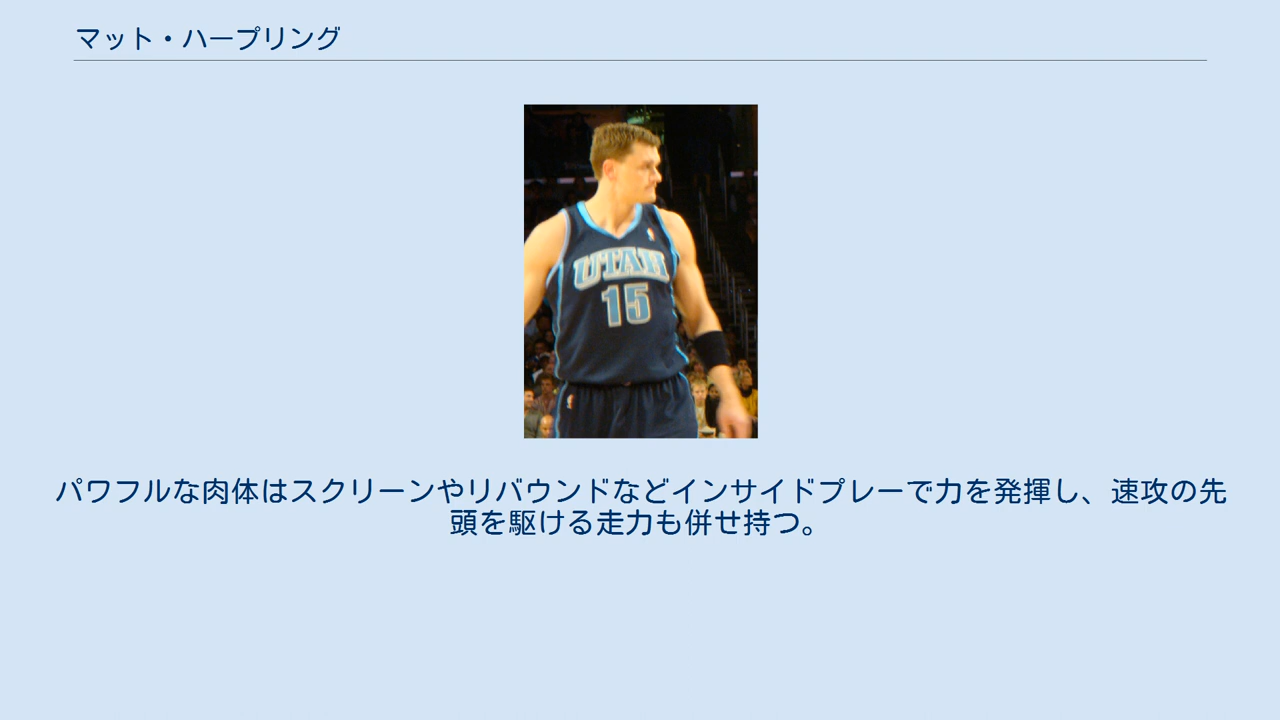 マット・ハープリング
UTAH
15
パワフルな肉体はスクリーンやリバウンドなどインサイドプレーで力を発揮し、速攻の先
頭を駆ける走力も併せ持つ。